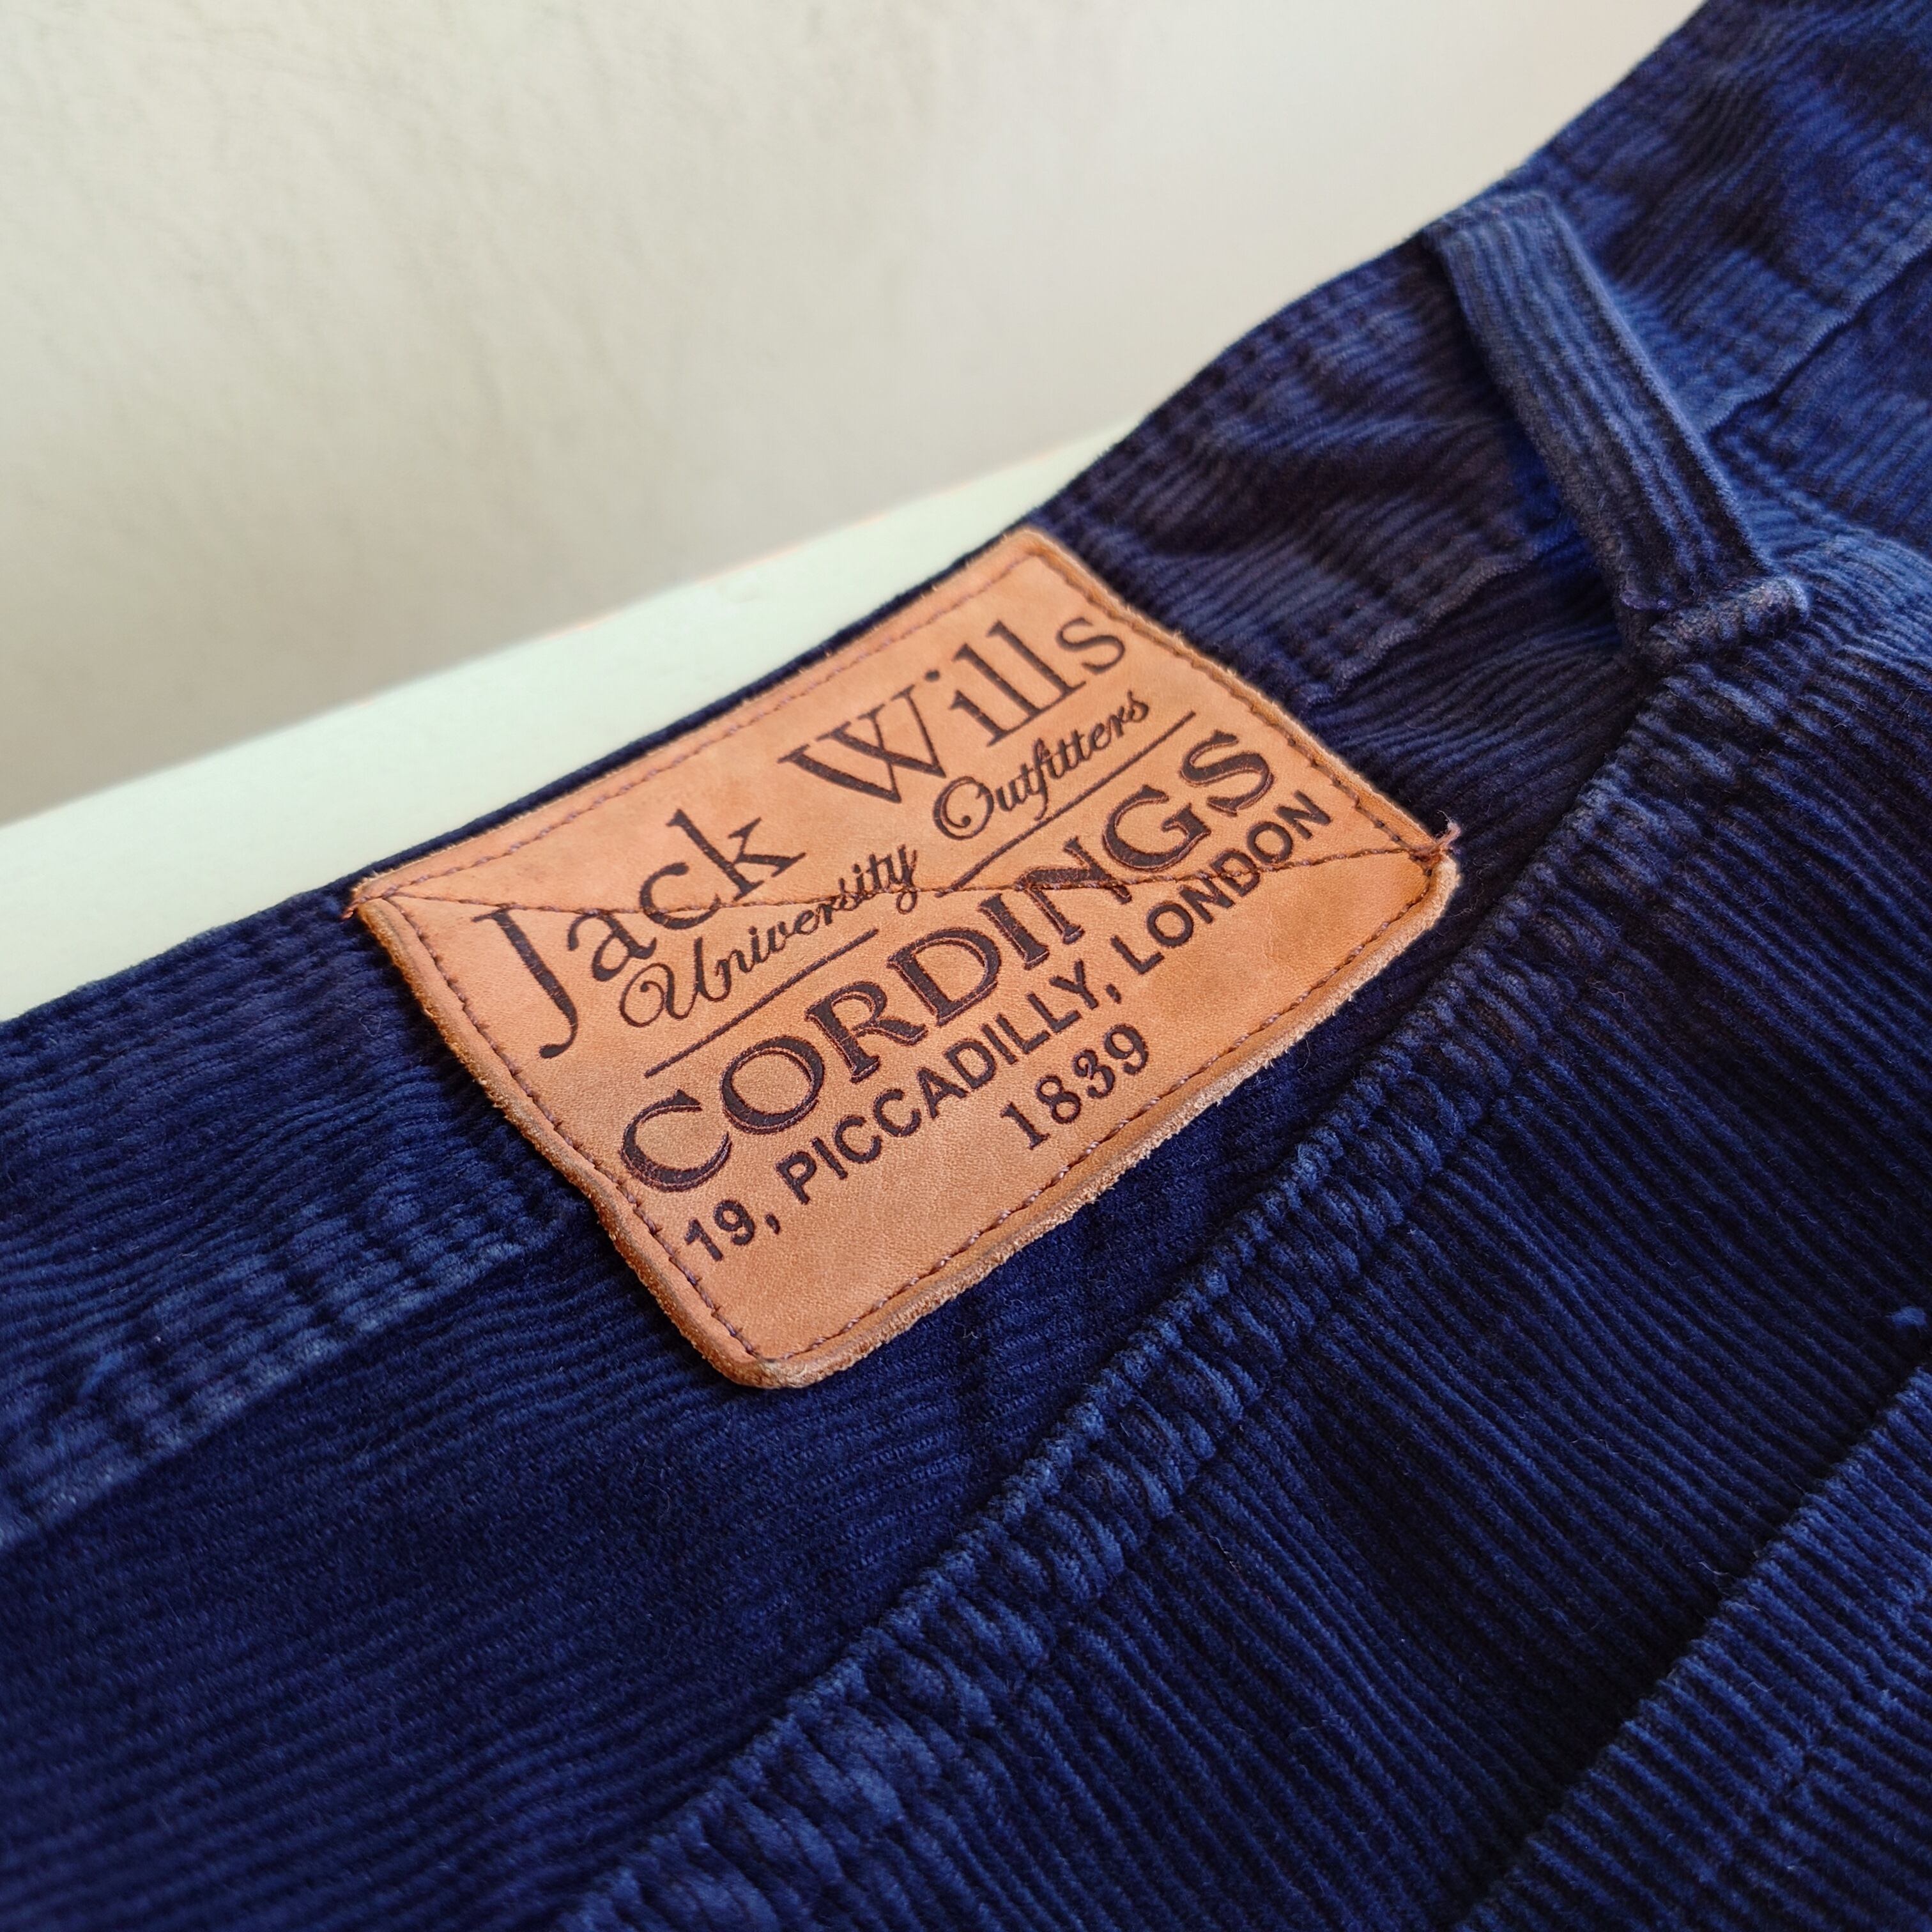 Jack Wills
University Outfitters
CORDINGS
19, PICCADILLY, LONDON
1839